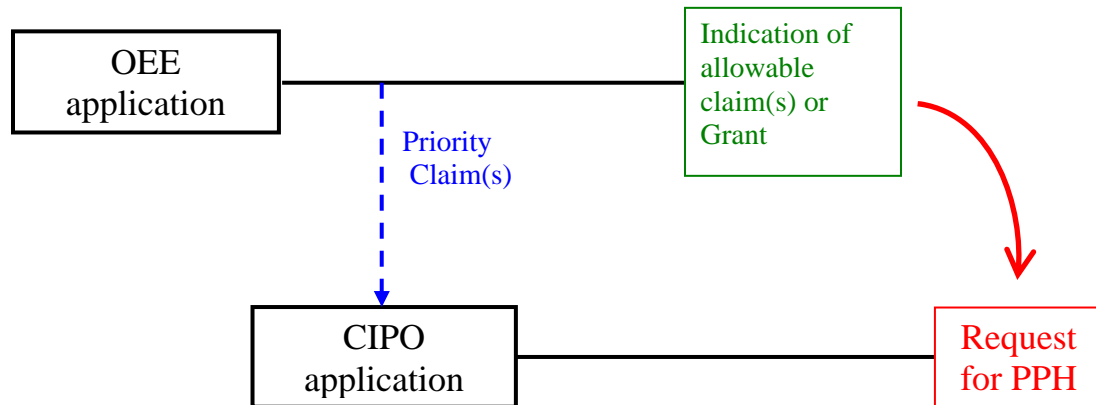 OEE
application
Indication of
allowable
claim(s) or
Grant
Priority
Claim(s)
CIPO
application
Request
for PPH